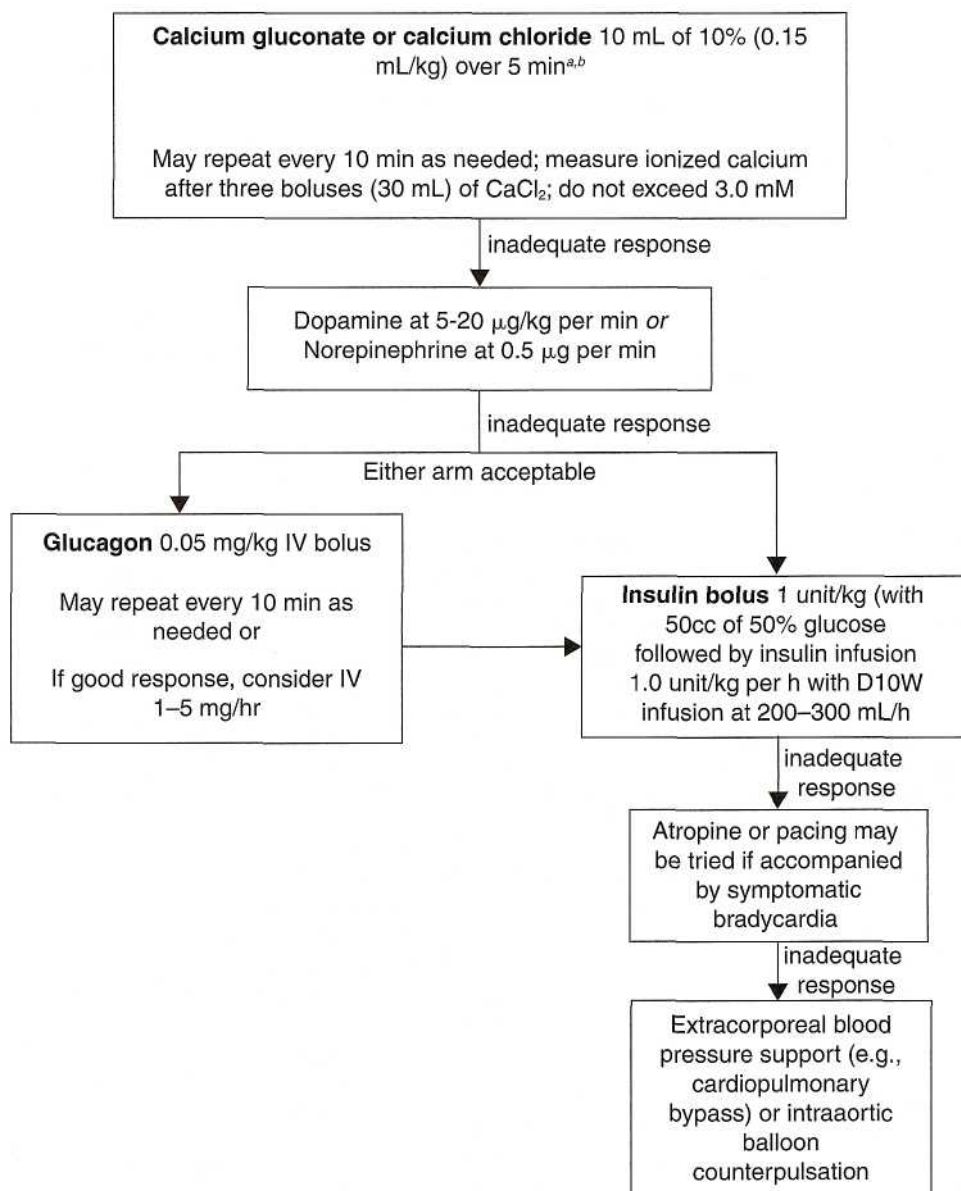 Calcium gluconate or calcium chloride 10 mL of 10% (0.15
mL/kg) over 5 min^a,b
May repeat every 10 min as needed; measure ionized calcium
after three boluses (30 mL) of CaCl₂; do not exceed 3.0 mM
inadequate response
Dopamine at 5-20 μg/kg per min or
Norepinephrine at 0.5 μg per min
inadequate response
Either arm acceptable
Glucagon 0.05 mg/kg IV bolus
May repeat every 10 min as
needed or
If good response, consider IV
1–5 mg/hr
Insulin bolus 1 unit/kg (with
50cc of 50% glucose
followed by insulin infusion
1.0 unit/kg per h with D10W
infusion at 200–300 mL/h
inadequate
response
Atropine or pacing may
be tried if accompanied
by symptomatic
bradycardia
inadequate
response
Extracorporeal blood
pressure support (e.g.,
cardiopulmonary
bypass) or intraaortic
balloon
counterpulsation